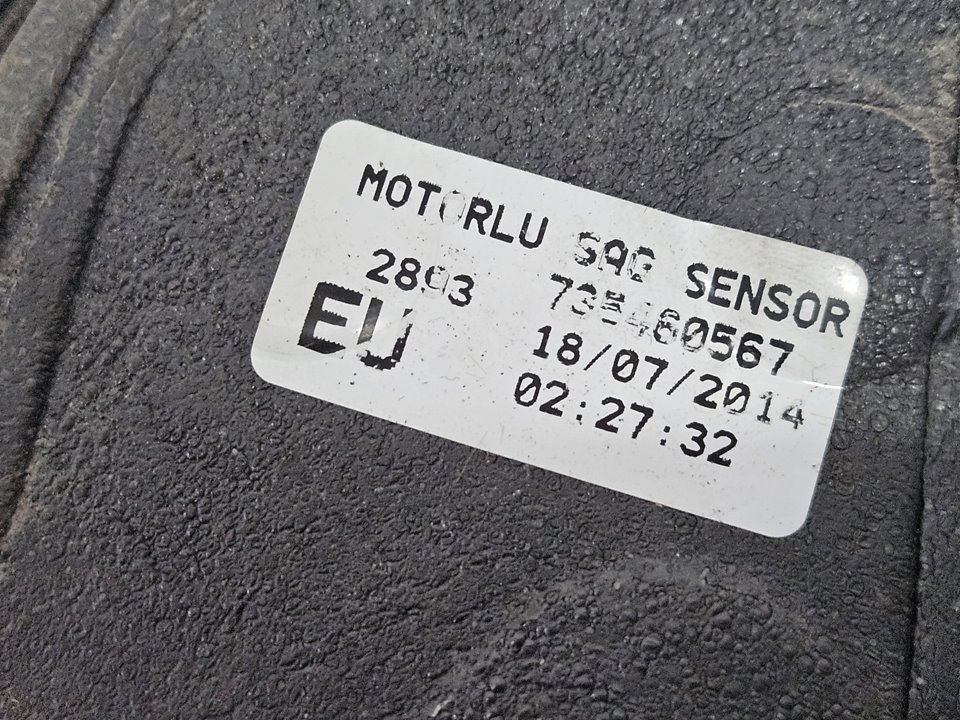 MOTORLU SAG SENSOR
2893 735460567
EU 18/07/2014
02:27:32